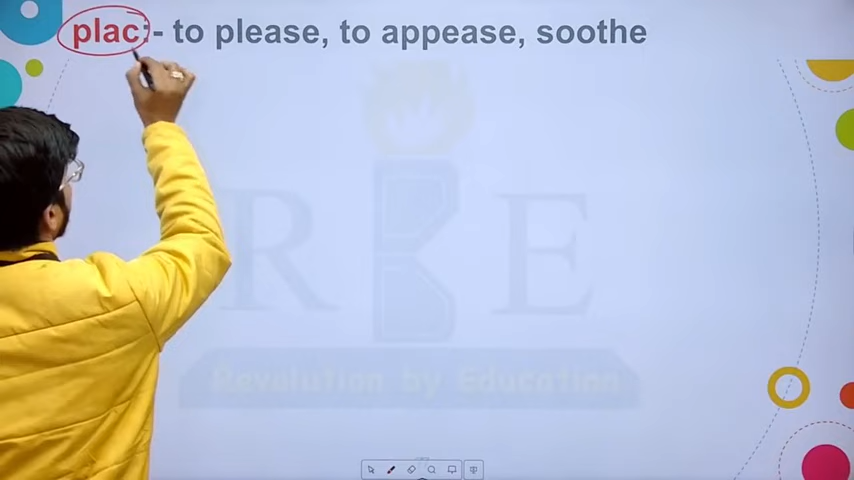 plac:- to please, to appease, soothe
R E
Revolution by Education